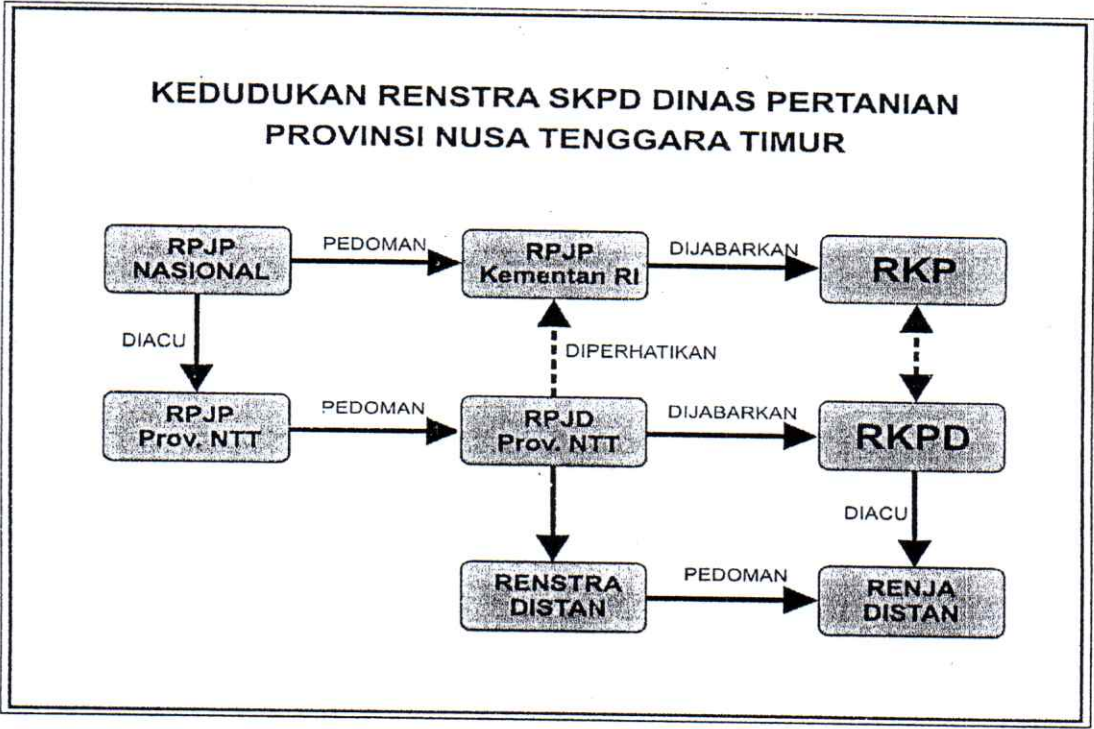 KEDUDUKAN RENSTRA SKPD DINAS PERTANIAN
PROVINSI NUSA TENGGARA TIMUR
RPJP
NASIONAL
PEDOMAN
RPJP
Kementan RI
DIJABARKAN
RKP
DIACU
DIPERHATIKAN
RPJP
Prov. NTT
PEDOMAN
RPJD
Prov. NTT
DIJABARKAN
RKPD
DIACU
RENSTRA
DISTAN
PEDOMAN
RENJA
DISTAN